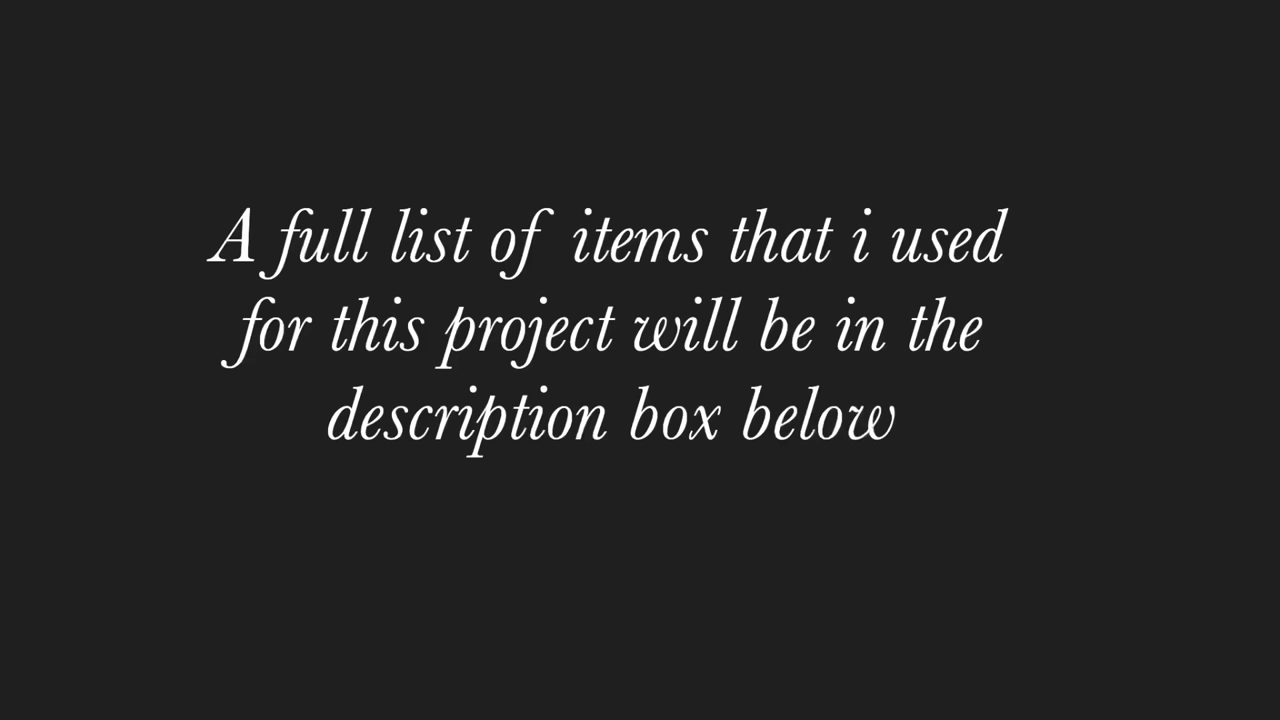 A full list of items that i used
for this project will be in the
description box below